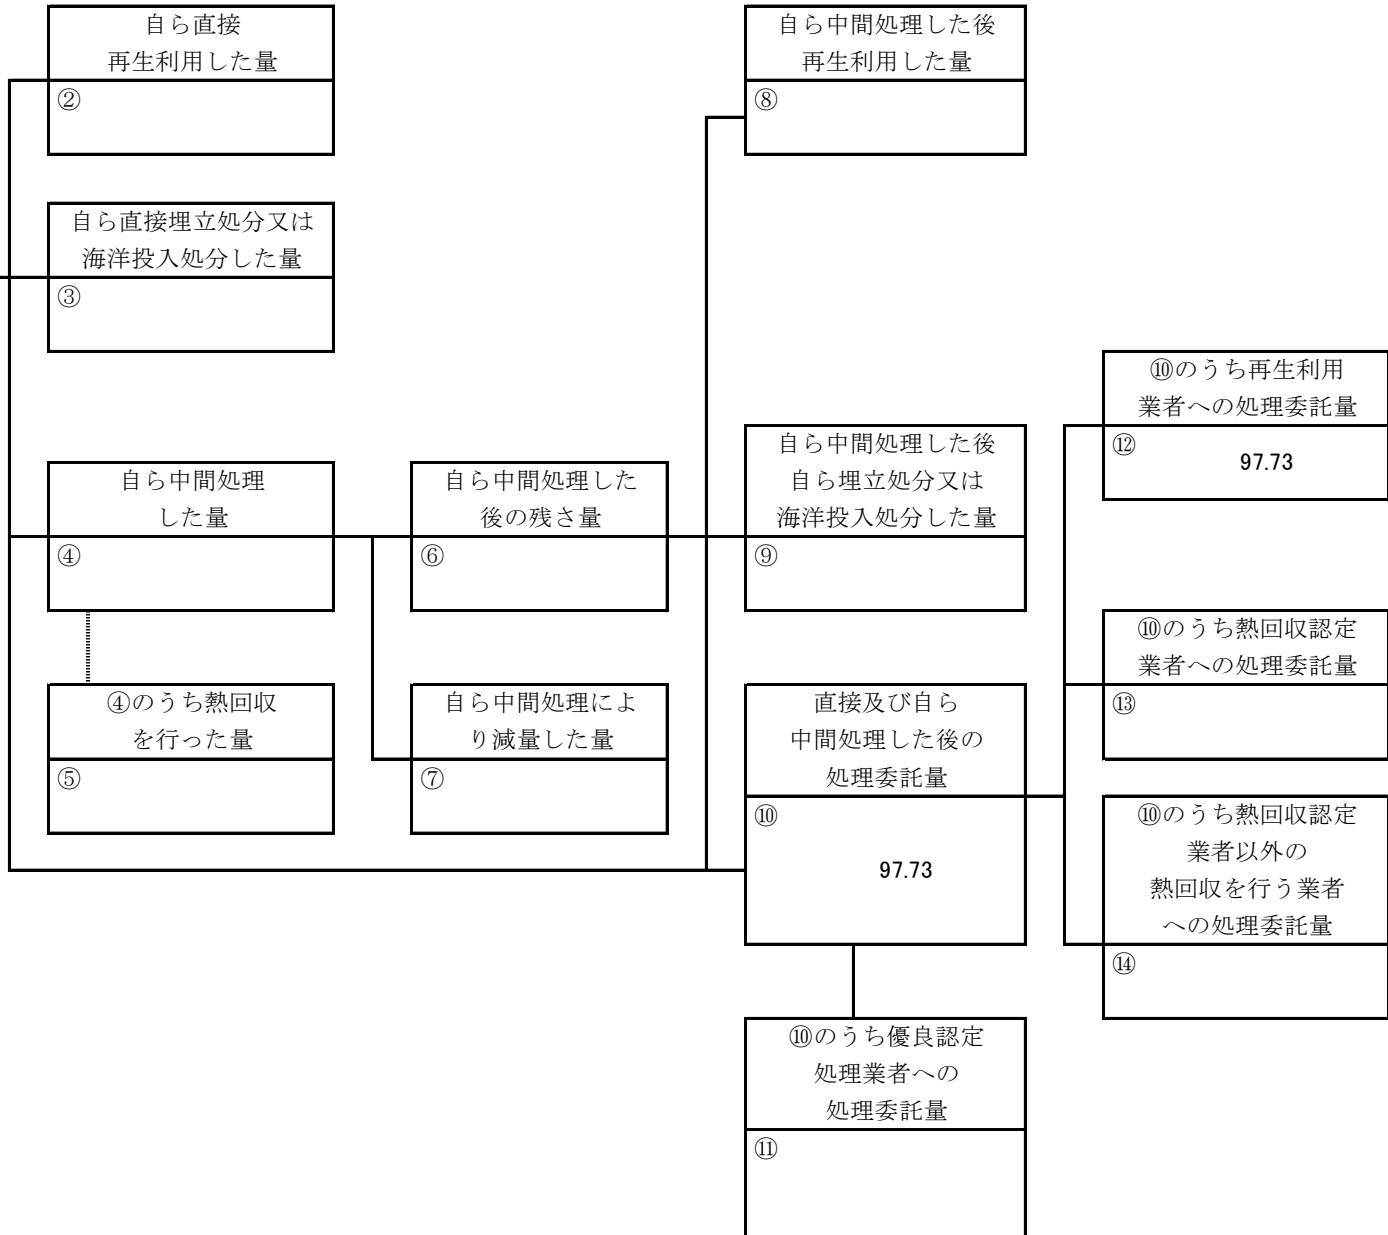 自ら直接
再生利用した量
②
自ら中間処理した後
再生利用した量
⑧
自ら直接埋立処分又は
海洋投入処分した量
③
⑩のうち再生利用
業者への処理委託量
⑫
97.73
自ら中間処理
した量
④
自ら中間処理した
後の残さ量
⑥
自ら中間処理した後
自ら埋立処分又は
海洋投入処分した量
⑨
⑩のうち熱回収認定
業者への処理委託量
⑬
④のうち熱回収
を行った量
⑤
自ら中間処理によ
り減量した量
⑦
直接及び自ら
中間処理した後の
処理委託量
⑩
97.73
⑩のうち熱回収認定
業者以外の
熱回収を行う業者
への処理委託量
⑭
⑩のうち優良認定
処理業者への
処理委託量
⑪